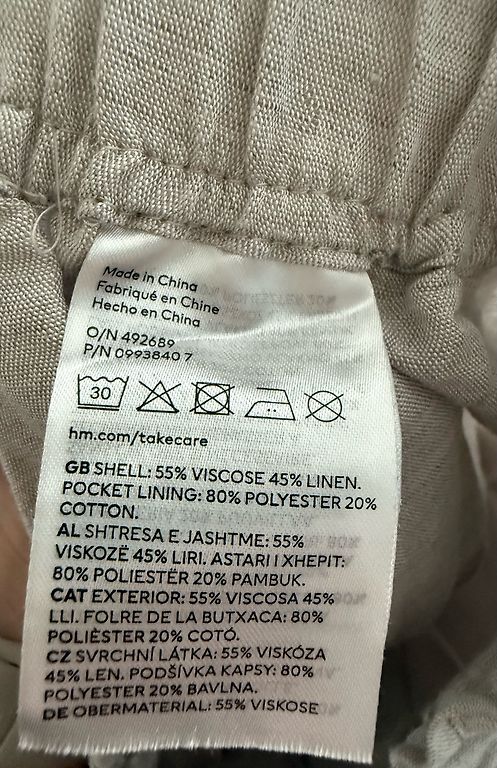 Made in China
Fabriqué en Chine
Hecho en China
O/N 492689
P/N 0993840 7
30
hm.com/takecare
GB SHELL: 55% VISCOSE 45% LINEN.
POCKET LINING: 80% POLYESTER 20%
COTTON.
AL SHTRESA E JASHTME: 55%
VISKOZË 45% LIRI. ASTARI I XHEPIT:
80% POLIESTËR 20% PAMBUK.
CAT EXTERIOR: 55% VISCOSA 45%
LLI. FOLRE DE LA BUTXACA: 80%
POLIÈSTER 20% COTÓ.
CZ SVRCHNÍ LÁTKA: 55% VISKÓZA
45% LEN. PODŠÍVKA KAPSY: 80%
POLYESTER 20% BAVLNA.
DE OBERMATERIAL: 55% VISKOSE